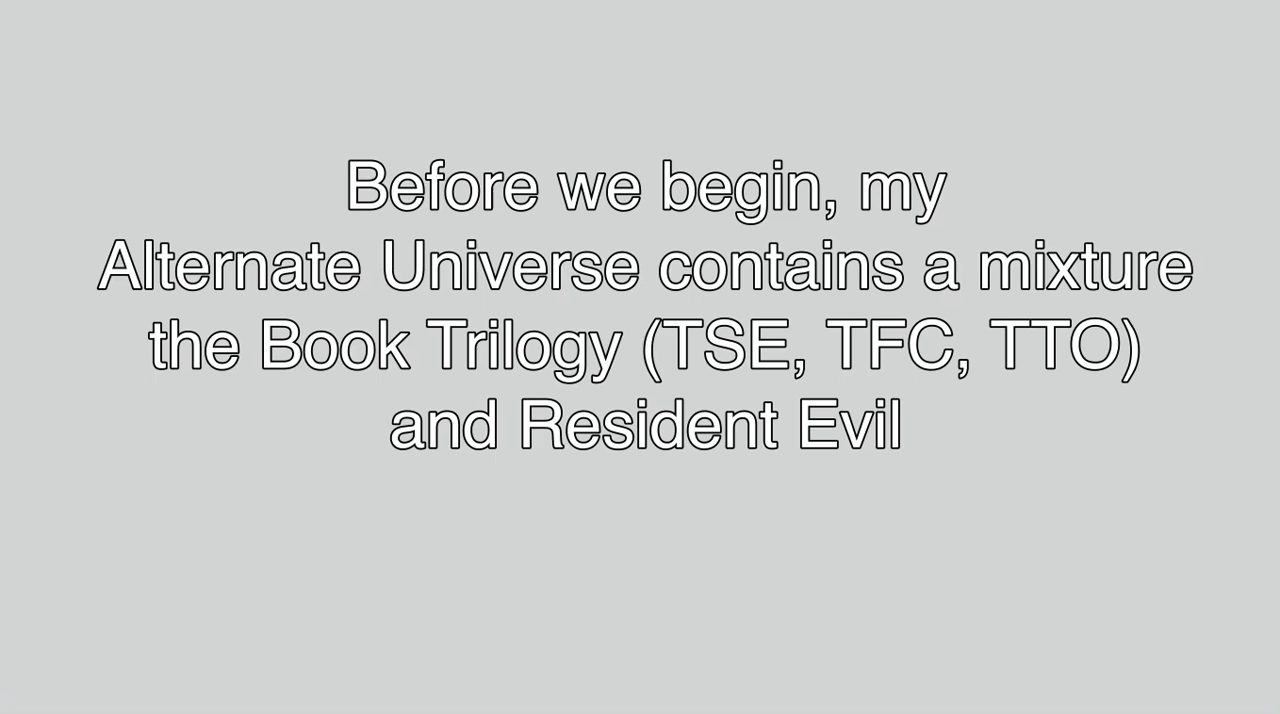 Before we begin, my
Alternate Universe contains a mixture
the Book Trilogy (TSE, TFC, TTO)
and Resident Evil